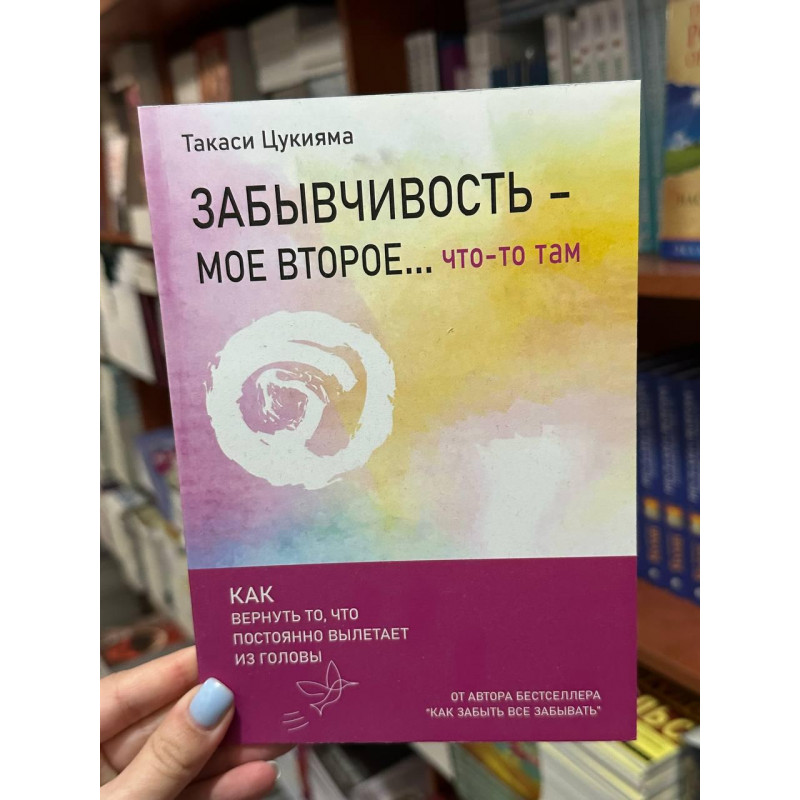 Такаси Цукияма
ЗАБЫВЧИВОСТЬ –
МОЕ ВТОРОЕ... что-то там
КАК
ВЕРНУТЬ ТО, ЧТО
ПОСТОЯННО ВЫЛЕТАЕТ
ИЗ ГОЛОВЫ
ОТ АВТОРА БЕСТСЕЛЛЕРА
"КАК ЗАБЫТЬ ВСЕ ЗАБЫВАТЬ"